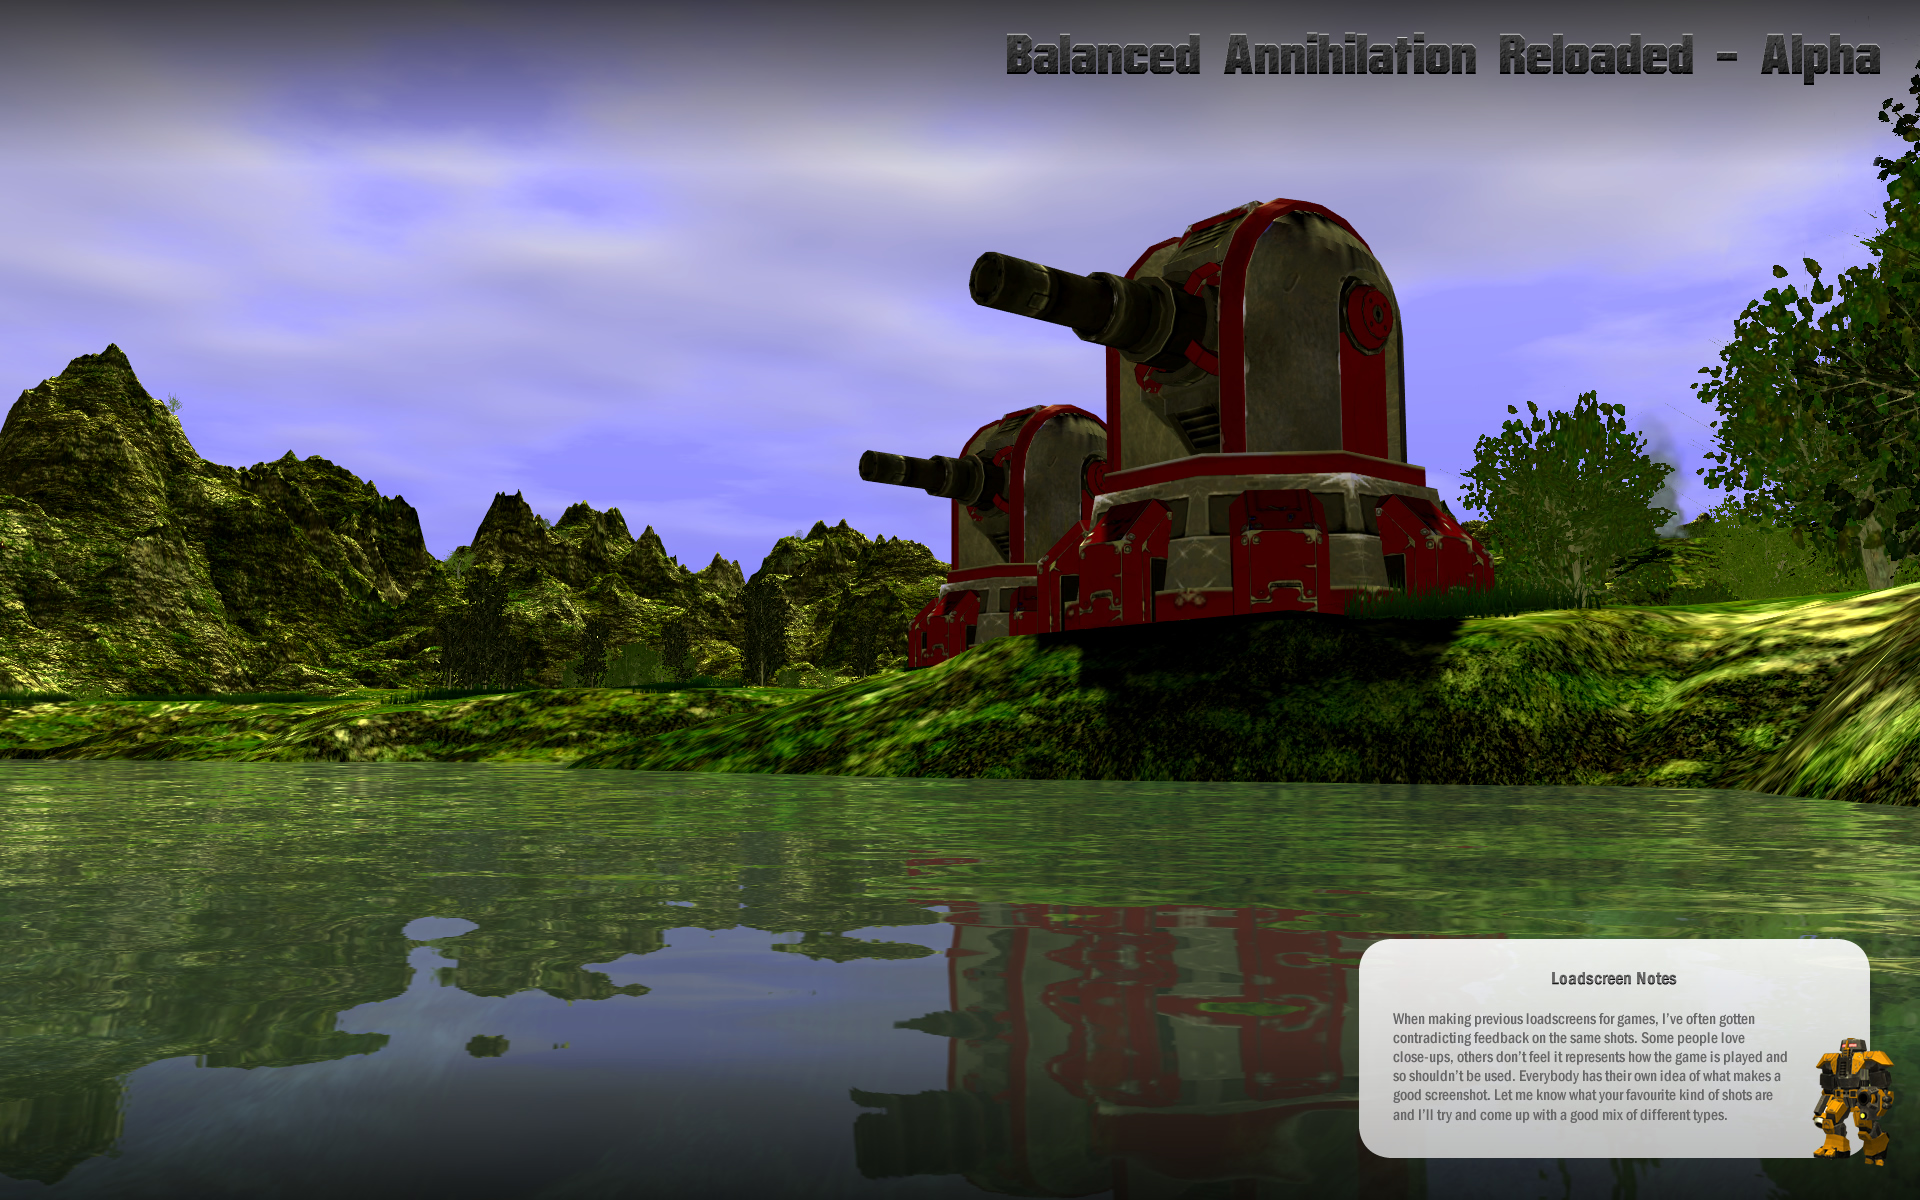 Balanced Annihilation Reloaded - Alpha
Loadscreen Notes
When making previous loadscreens for games, I've often gotten
contradicting feedback on the same shots. Some people love
close-ups, others don't feel it represents how the game is played and
so shouldn't be used. Everybody has their own idea of what makes a
good screenshot. Let me know what your favourite kind of shots are
and I'll try and come up with a good mix of different types.